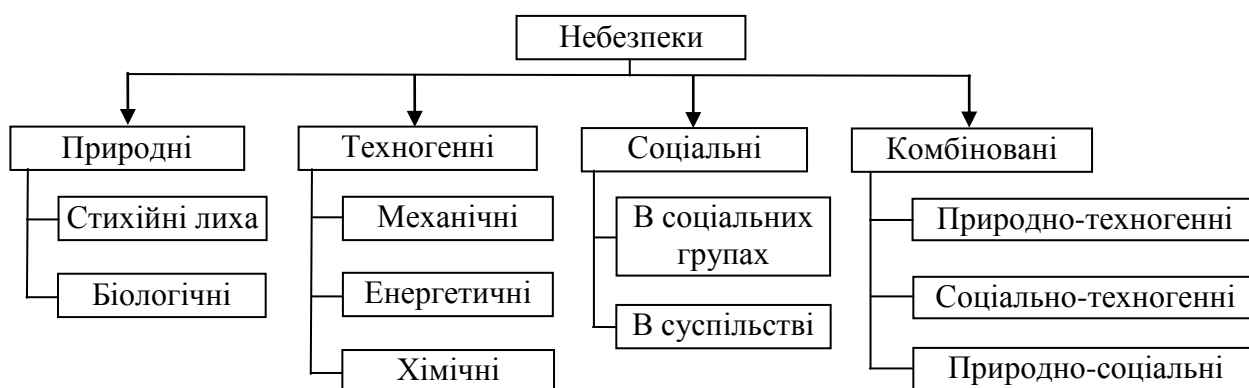 Небезпеки
Природні
Техногенні
Соціальні
Комбіновані
Стихійні лиха
Біологічні
Механічні
Енергетичні
Хімічні
В соціальних
групах
В суспільстві
Природно-техногенні
Соціально-техногенні
Природно-соціальні